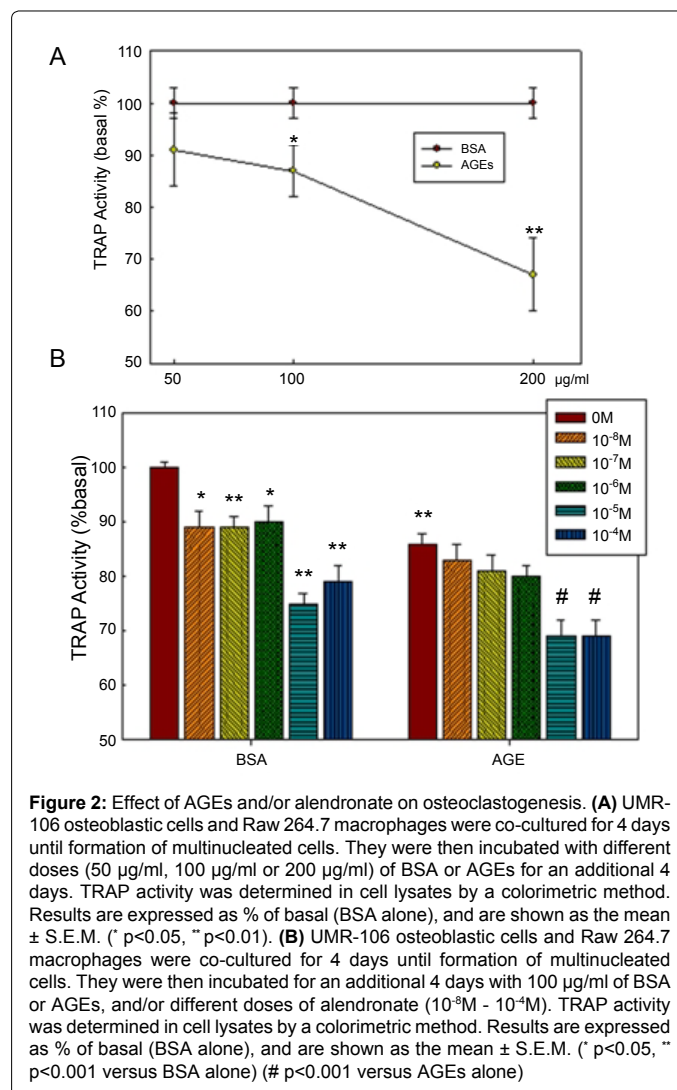 A
110
100
90
80
70
60
50
TRAP Activity (basal %)
BSA
AGEs
*
**
50
100
200
µg/ml
B
110
100
90
80
70
60
50
TRAP Activity (%basal)
0M
10⁻⁸M
10⁻⁷M
10⁻⁶M
10⁻⁵M
10⁻⁴M
*
**
*
**
**
**
#
#
BSA
AGE
Figure 2: Effect of AGEs and/or alendronate on osteoclastogenesis. (A) UMR-
106 osteoblastic cells and Raw 264.7 macrophages were co-cultured for 4 days
until formation of multinucleated cells. They were then incubated with different
doses (50 µg/ml, 100 µg/ml or 200 µg/ml) of BSA or AGEs for an additional 4
days. TRAP activity was determined in cell lysates by a colorimetric method.
Results are expressed as % of basal (BSA alone), and are shown as the mean
± S.E.M. (* p<0.05, ** p<0.01). (B) UMR-106 osteoblastic cells and Raw 264.7
macrophages were co-cultured for 4 days until formation of multinucleated
cells. They were then incubated for an additional 4 days with 100 µg/ml of BSA
or AGEs, and/or different doses of alendronate (10⁻⁸M - 10⁻⁴M). TRAP activity
was determined in cell lysates by a colorimetric method. Results are expressed
as % of basal (BSA alone), and are shown as the mean ± S.E.M. (* p<0.05, **
p<0.001 versus BSA alone) (# p<0.001 versus AGEs alone)